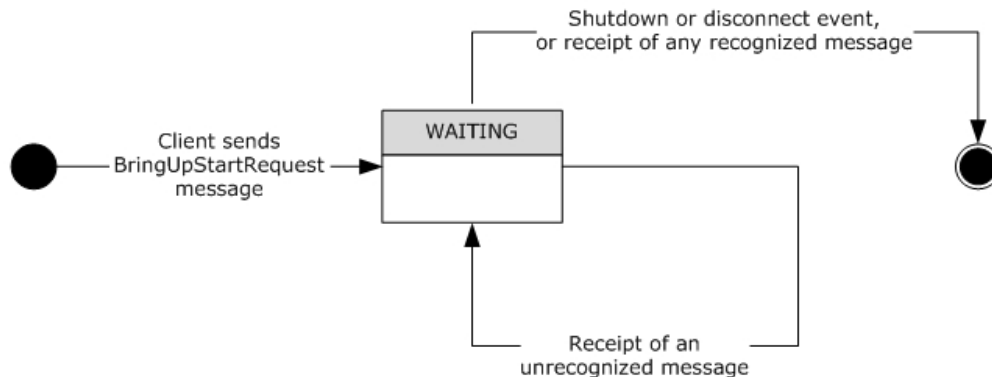 Shutdown or disconnect event,
or receipt of any recognized message
WAITING
Client sends
BringUpStartRequest
message
Receipt of an
unrecognized message